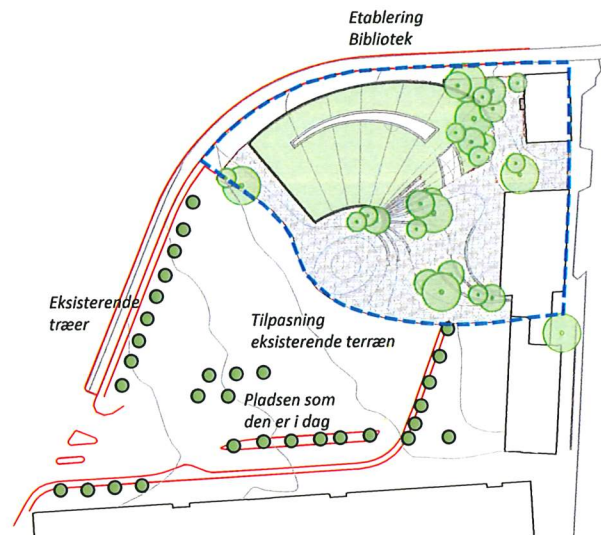 Etablering
Bibliotek
Eksisterende
træer
Tilpasning
eksisterende terræn
Pladsen som
den er i dag